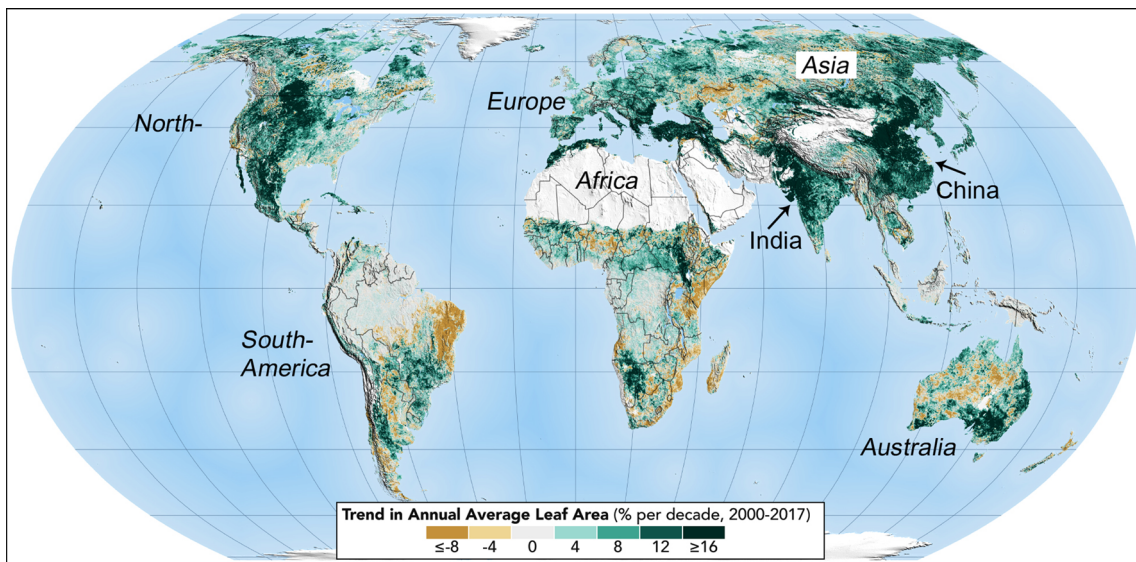 Asia
Europe
North-
China
Africa
India
South-
America
Australia
Trend in Annual Average Leaf Area (% per decade, 2000-2017)
≤-8 -4 0 4 8 12 ≥16